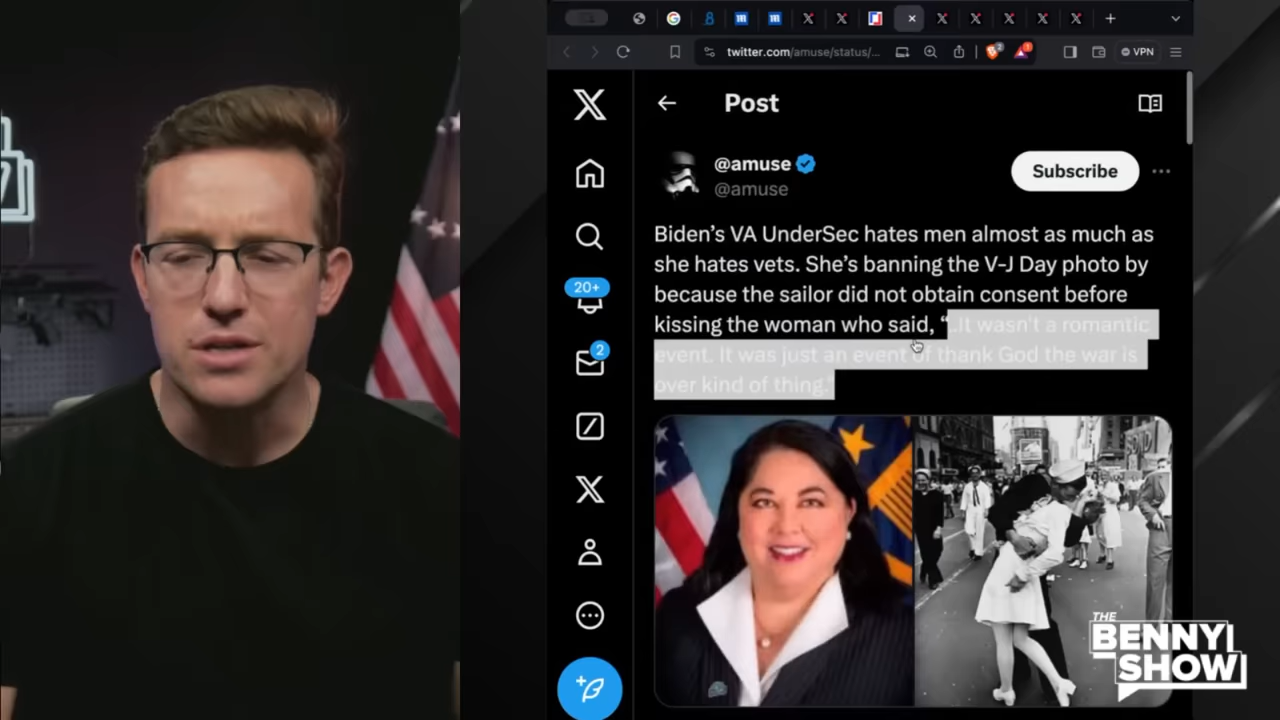 twitter.com/amuse/status/...
VPN
Post
@amuse
@amuse
Subscribe
Biden’s VA UnderSec hates men almost as much as
she hates vets. She’s banning the V-J Day photo by
because the sailor did not obtain consent before
kissing the woman who said, “.It wasn't a romantic
event. It was just an event of thank God the war is
over kind of thing.”
20+
2
THE
BENNY
SHOW